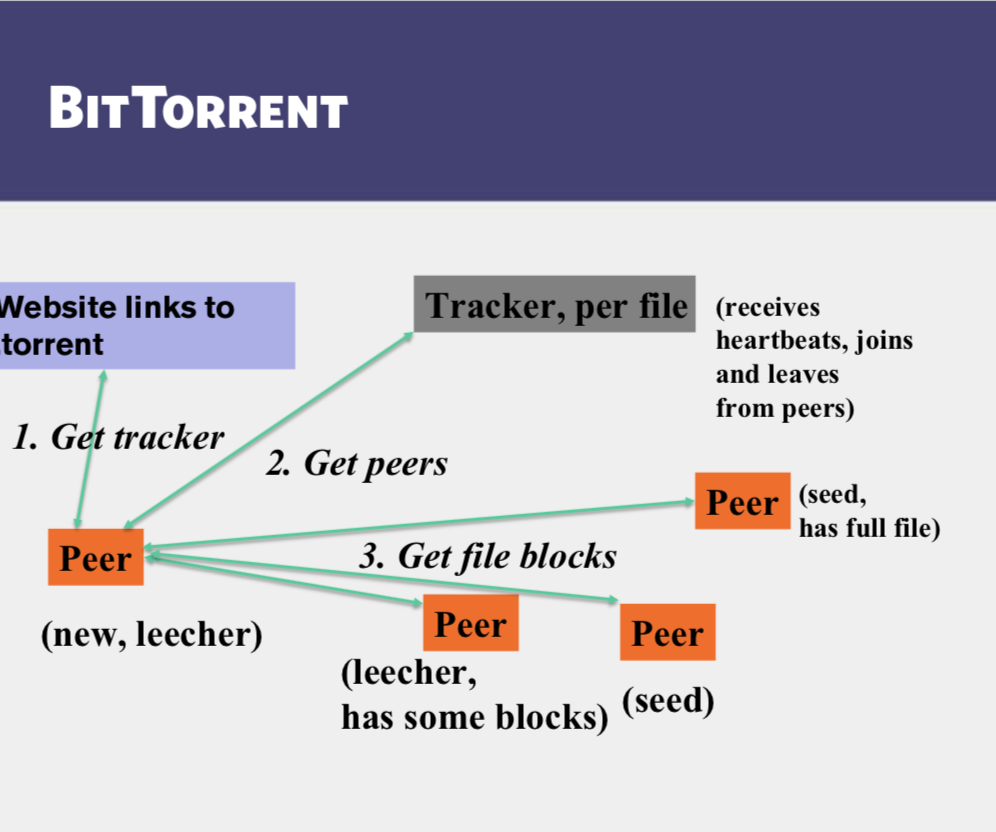 BITTORRENT
Website links to
.torrent
Tracker, per file
(receives
heartbeats, joins
and leaves
from peers)
1. Get tracker
2. Get peers
Peer
(seed,
has full file)
Peer
3. Get file blocks
(new, leecher)
Peer
(leecher,
has some blocks)
Peer
(seed)